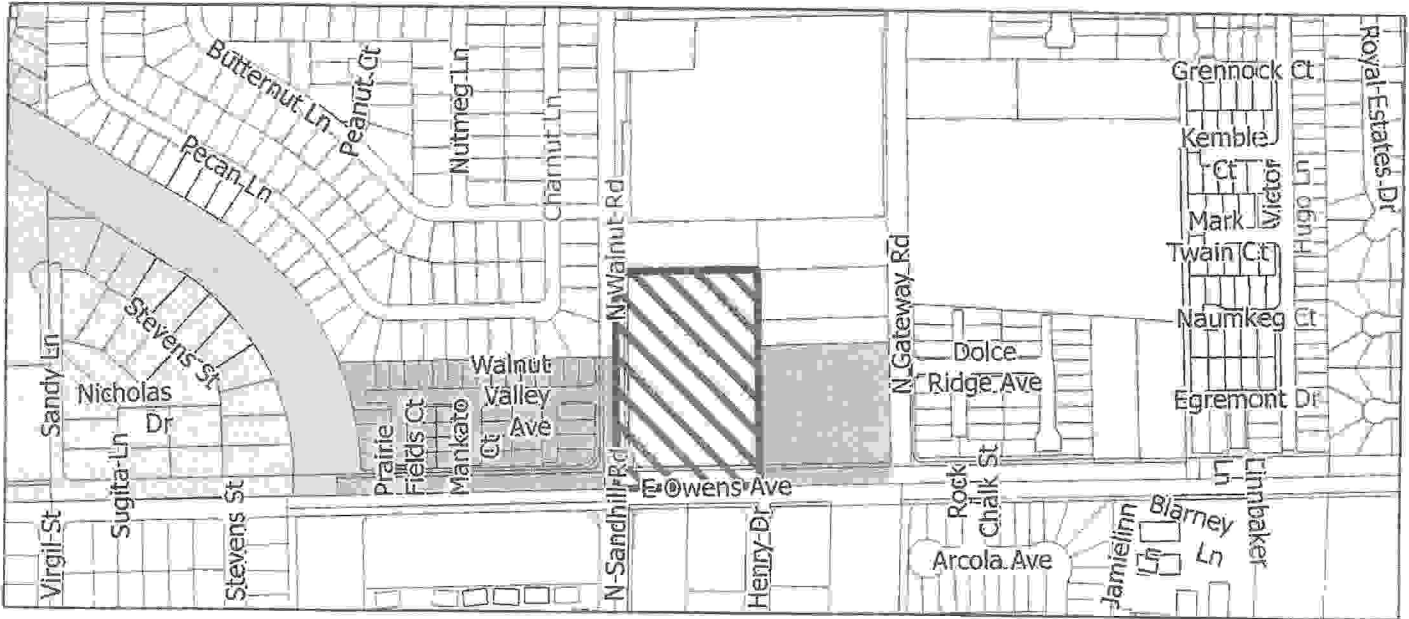 Butternut Ln
Peanut Ct
Nutmeg Ln
Charnut Ln
Pecan Ln
N Walnut Rd
N Gateway Rd
Grennock Ct
Kemble
Ct
Victor
Hugo Ln
Mark
Twain Ct
Naumkeg Ct
Egremont Dr
Royal Estates Dr
Stevens St
Sandy Ln
Nicholas
Dr
Sugita Ln
Virgil St
Stevens St
Walnut
Valley
Ave
Prairie
Fields Ct
Mankato
Ct
N Sandhill Rd
N Sandhill Rd
E Owens Ave
Henry Dr
Dolce
Ridge Ave
Rock
Chalk St
Arcola Ave
Jamielinn
Ln
Blarney
Ln
Linnbaker
Ln